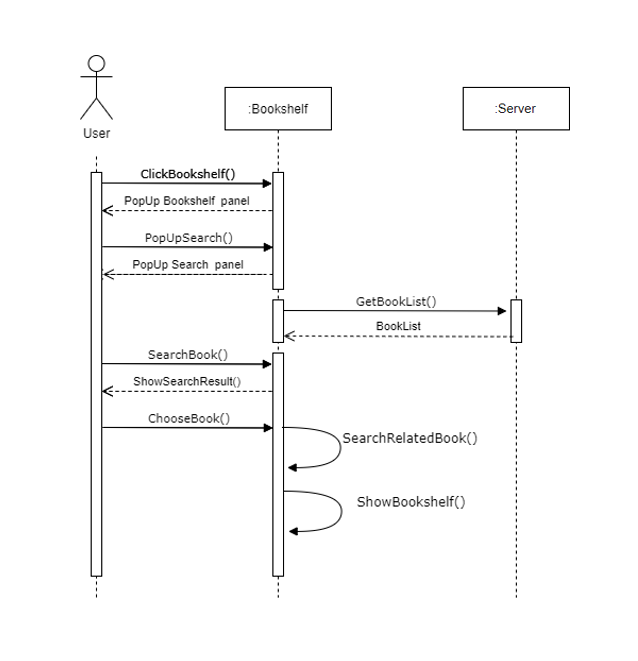 User
:Bookshelf
:Server
ClickBookshelf()
PopUp Bookshelf panel
PopUpSearch()
PopUp Search panel
GetBookList()
BookList
SearchBook()
ShowSearchResult()
ChooseBook()
SearchRelatedBook()
ShowBookshelf()